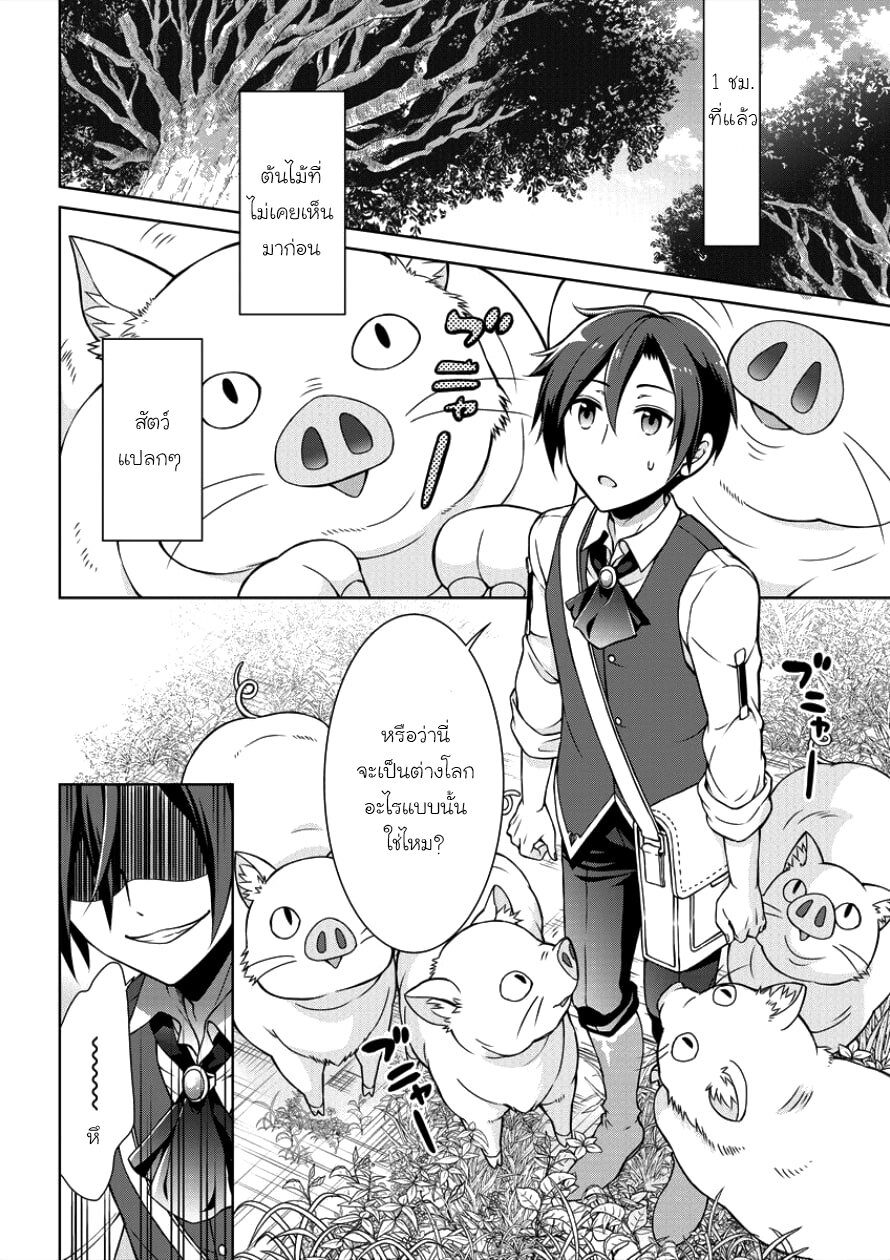 1 ชม.
ที่แล้ว
ต้นไม้ที่
ไม่เคยเห็น
มาก่อน
สัตว์
แปลกๆ
ブニー
ブニャー
หรือว่านี่
จะเป็นต่างโลก
อะไรแบบนั้น
ใช่ไหม?
ブニャー
หึ